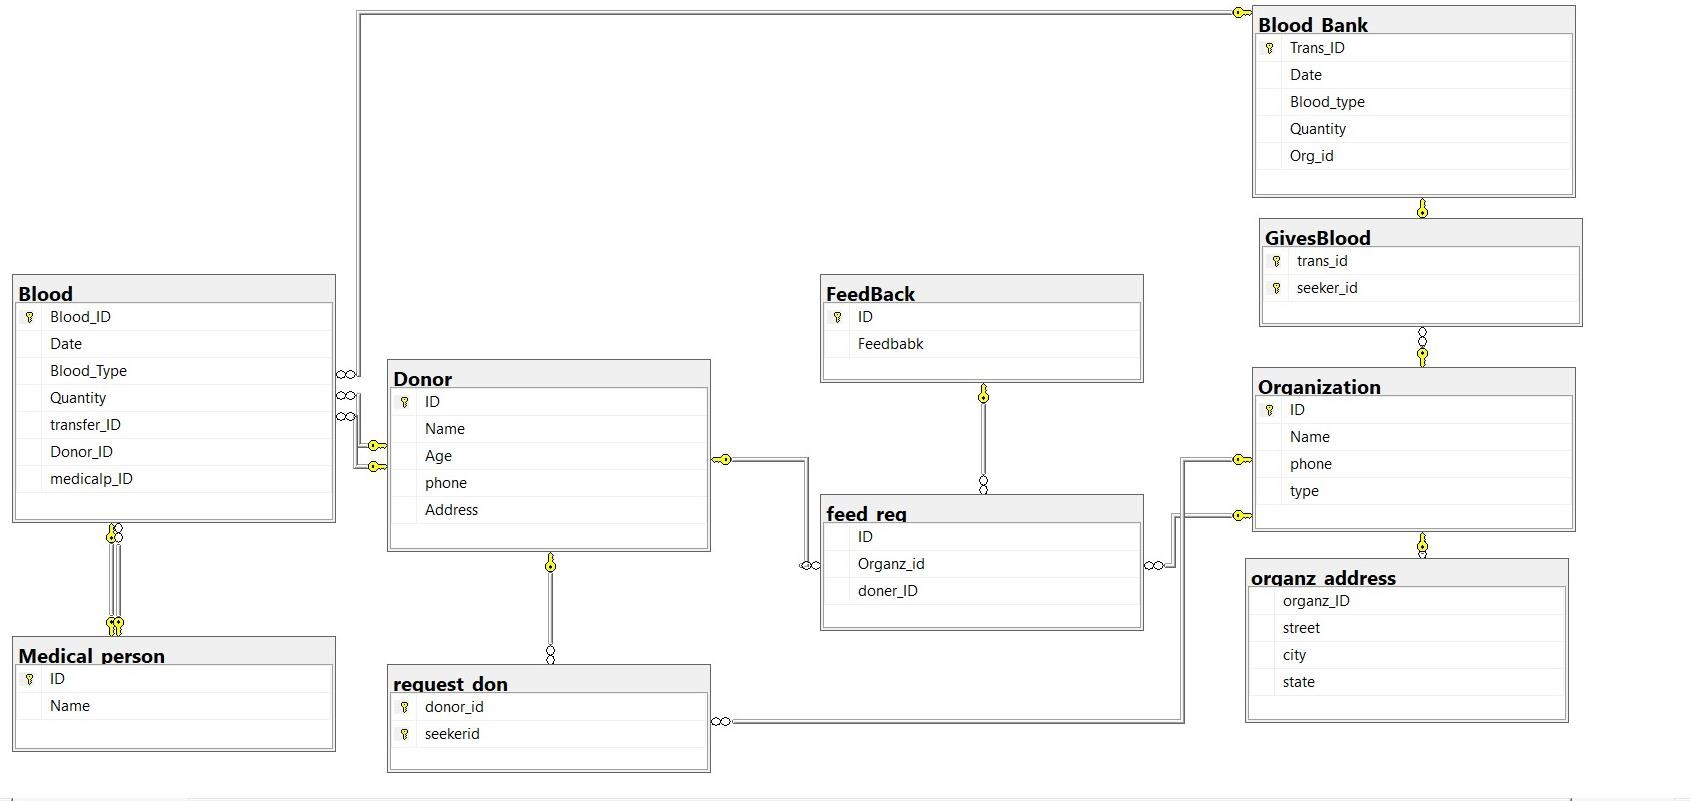 Blood_Bank
Trans_ID
Date
Blood_type
Quantity
Org_id
GivesBlood
trans_id
seeker_id
Blood
Blood_ID
Date
Blood_Type
Quantity
transfer_ID
Donor_ID
medicalp_ID
FeedBack
ID
Feedbabk
Donor
ID
Name
Age
phone
Address
Organization
ID
Name
phone
type
feed_req
ID
Organz_id
doner_ID
organz_address
organz_ID
street
city
state
Medical_person
ID
Name
request_don
donor_id
seekerid